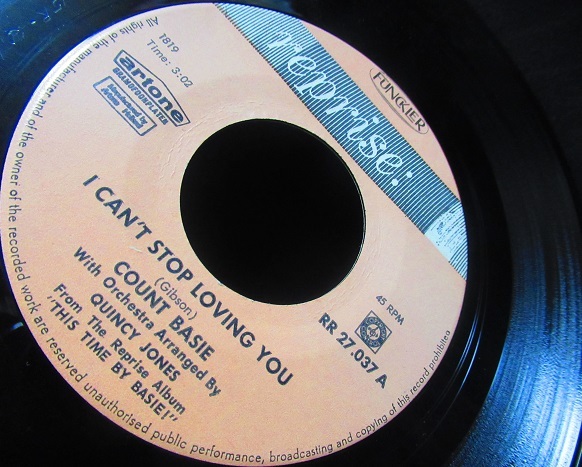 reprise:
FUNCKLER
1819
Time: 3:02
artone
GRAMOFOONPLATEN
Manufactured by
45 RPM
RR 27.037 A
I CAN'T STOP LOVING YOU
(Gibson)
COUNT BASIE
With Orchestra Arranged By
QUINCY JONES
From The Reprise Album
,,THIS TIME BY BASIE!"
All rights of the manufacturer and of the owner of the recorded work are reserved unauthorised public performance, broadcasting and copying of this record prohibited